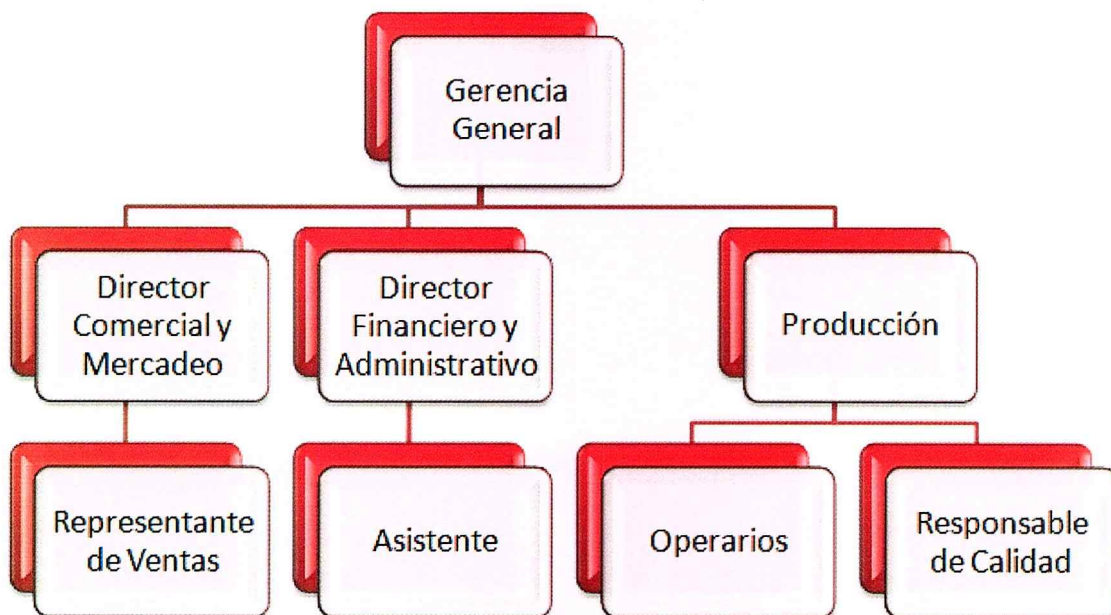 Gerencia
General
Director
Comercial y
Mercadeo
Director
Financiero y
Administrativo
Producción
Representante
de Ventas
Asistente
Operarios
Responsable
de Calidad